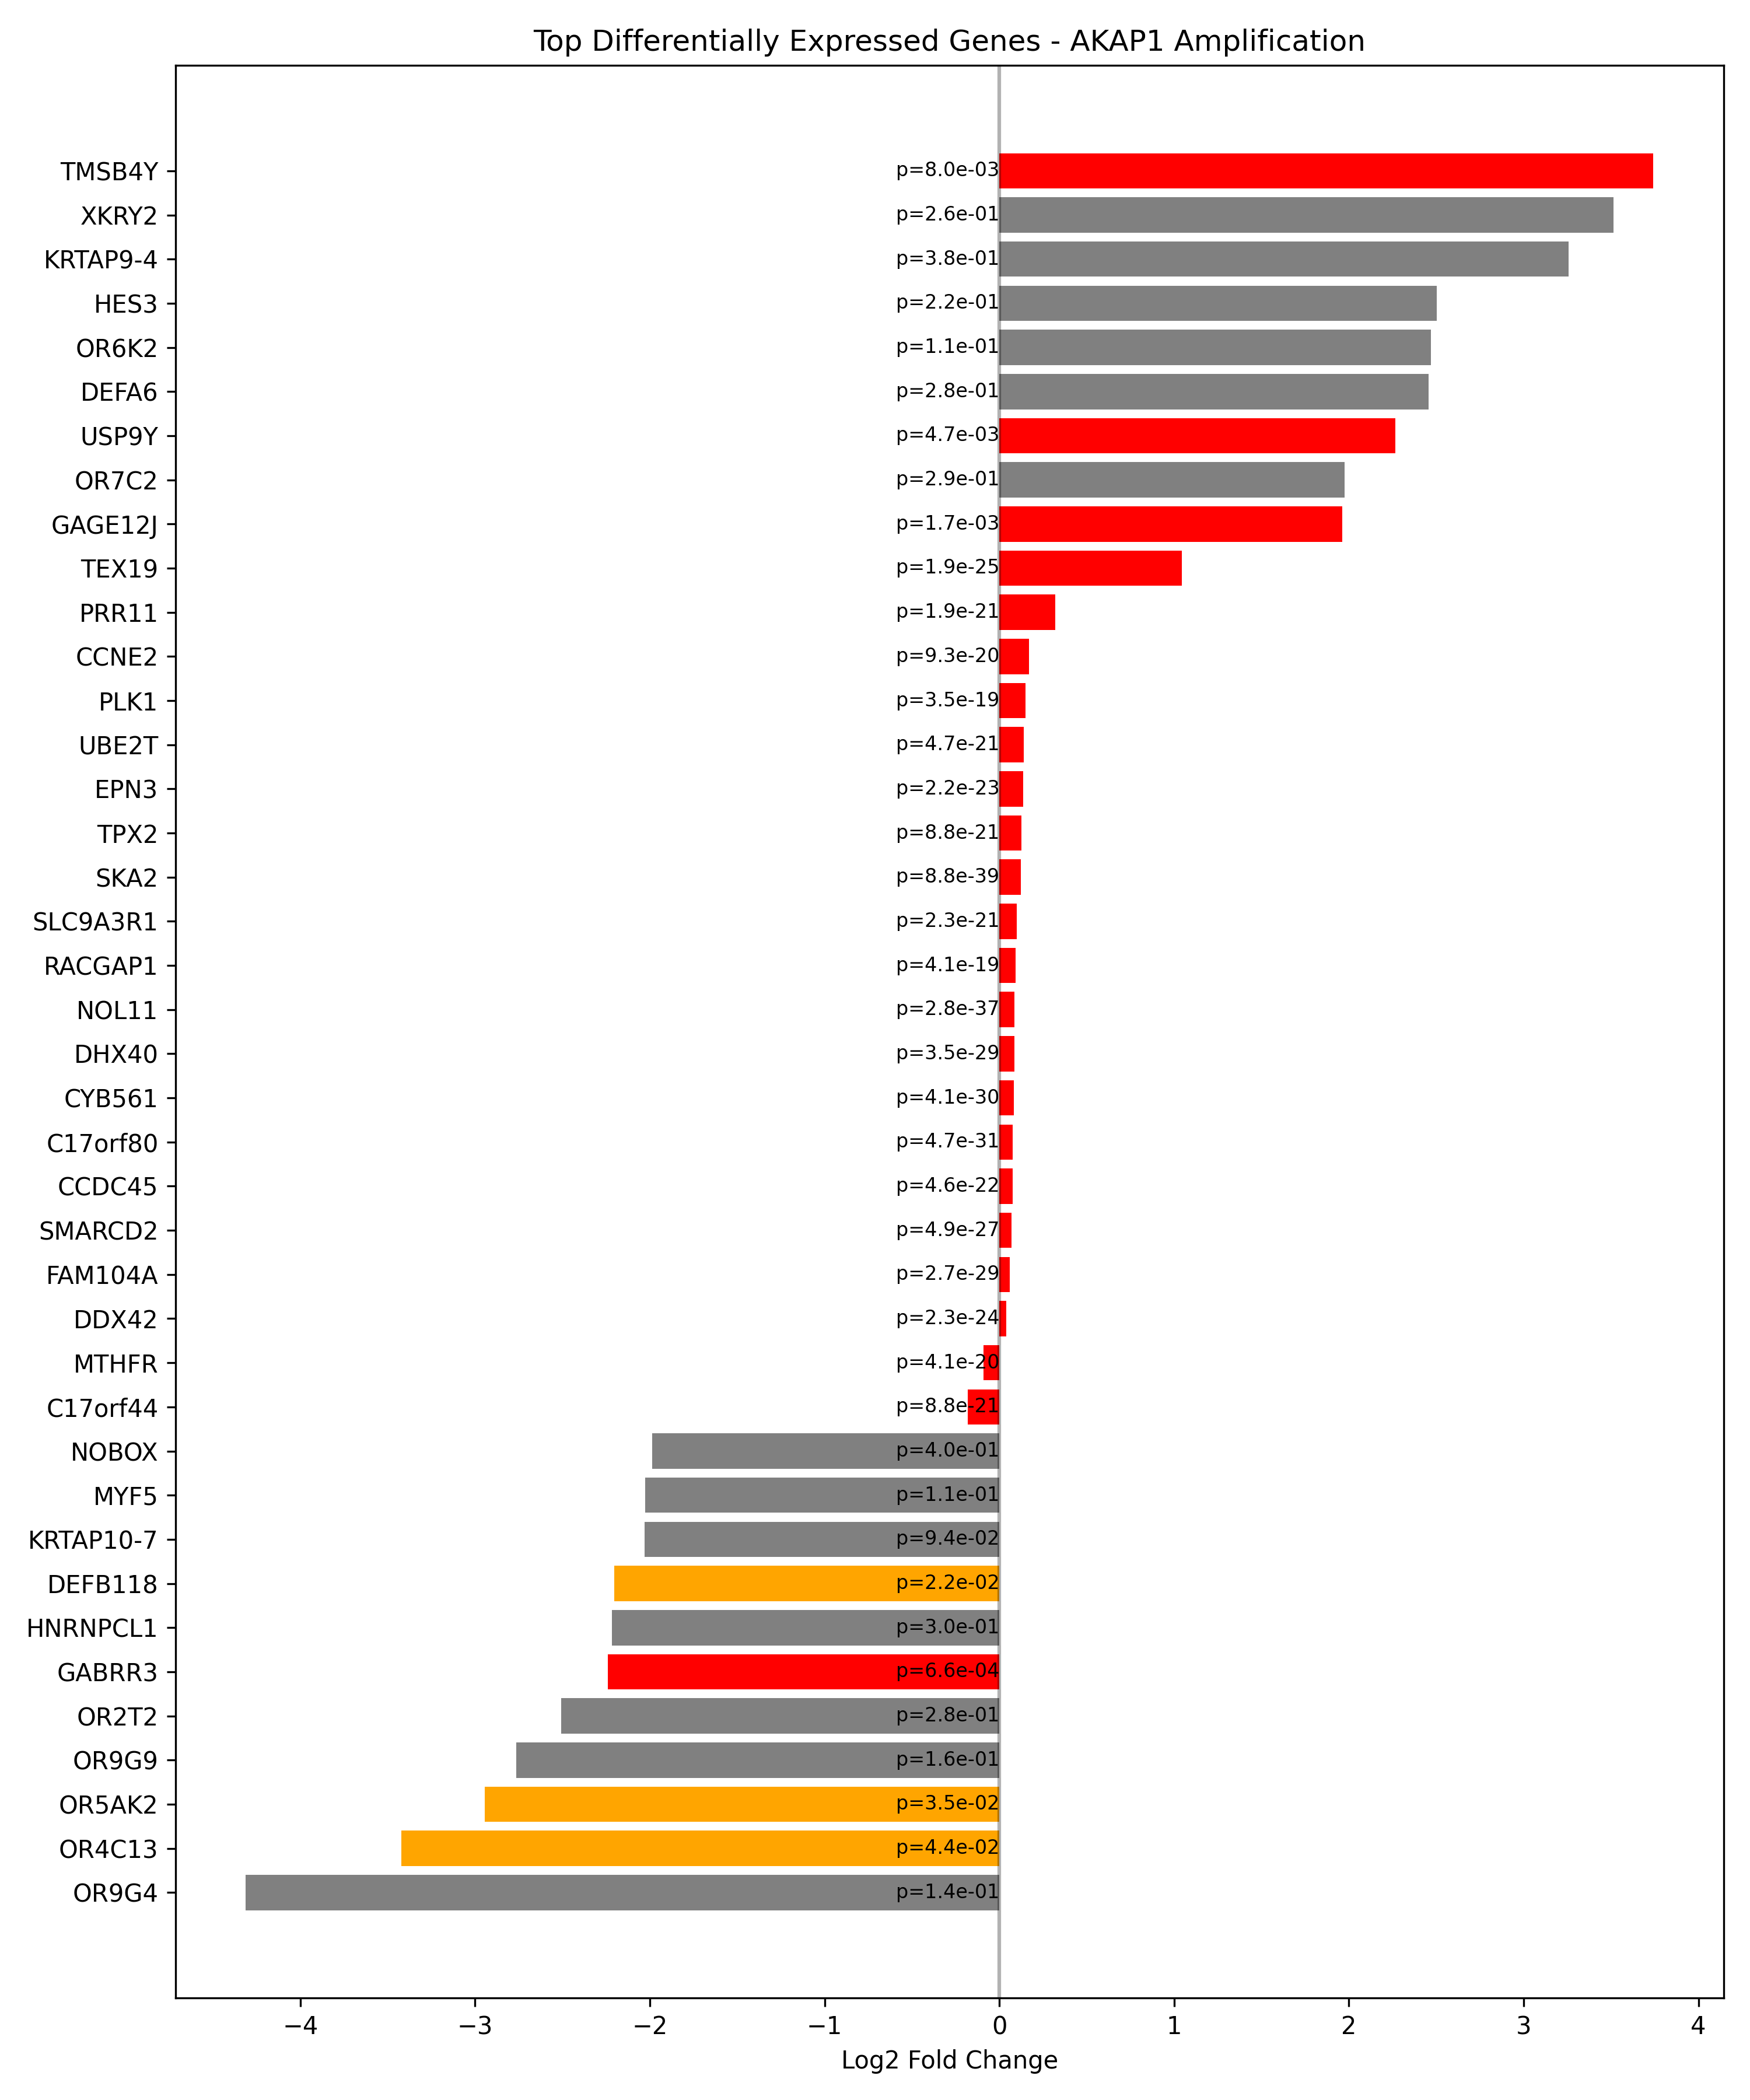 Top Differentially Expressed Genes - AKAP1 Amplification
TMSB4Y p=8.0e-03
XKRY2 p=2.6e-01
KRTAP9-4 p=3.8e-01
HES3 p=2.2e-01
OR6K2 p=1.1e-01
DEFA6 p=2.8e-01
USP9Y p=4.7e-03
OR7C2 p=2.9e-01
GAGE12J p=1.7e-03
TEX19 p=1.9e-25
PRR11 p=1.9e-21
CCNE2 p=9.3e-20
PLK1 p=3.5e-19
UBE2T p=4.7e-21
EPN3 p=2.2e-23
TPX2 p=8.8e-21
SKA2 p=8.8e-39
SLC9A3R1 p=2.3e-21
RACGAP1 p=4.1e-19
NOL11 p=2.8e-37
DHX40 p=3.5e-29
CYB561 p=4.1e-30
C17orf80 p=4.7e-31
CCDC45 p=4.6e-22
SMARCD2 p=4.9e-27
FAM104A p=2.7e-29
DDX42 p=2.3e-24
MTHFR p=4.1e-20
C17orf44 p=8.8e-21
NOBOX p=4.0e-01
MYF5 p=1.1e-01
KRTAP10-7 p=9.4e-02
DEFB118 p=2.2e-02
HNRNPCL1 p=3.0e-01
GABRR3 p=6.6e-04
OR2T2 p=2.8e-01
OR9G9 p=1.6e-01
OR5AK2 p=3.5e-02
OR4C13 p=4.4e-02
OR9G4 p=1.4e-01
−4 −3 −2 −1 0 1 2 3 4
Log2 Fold Change